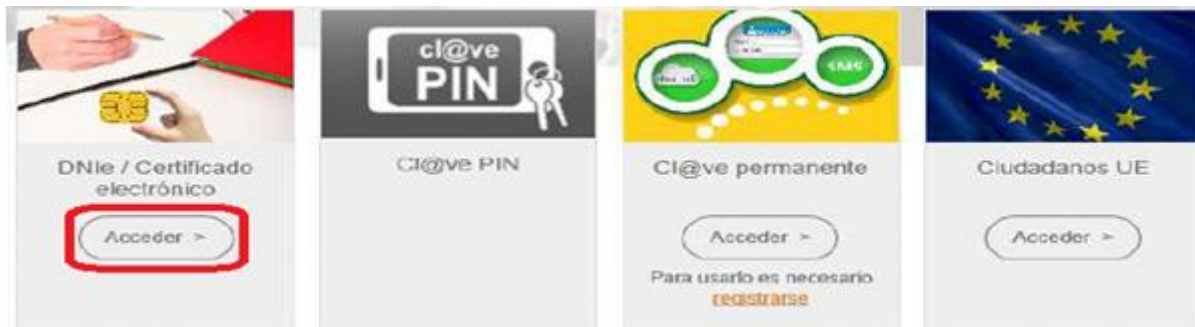 cl@ve
PIN
DNIe / Certificado
electrónico
Acceder >
Cl@ve PIN
Cl@ve permanente
Acceder >
Para usarlo es necesario
registrarse
Ciudadanos UE
Acceder >